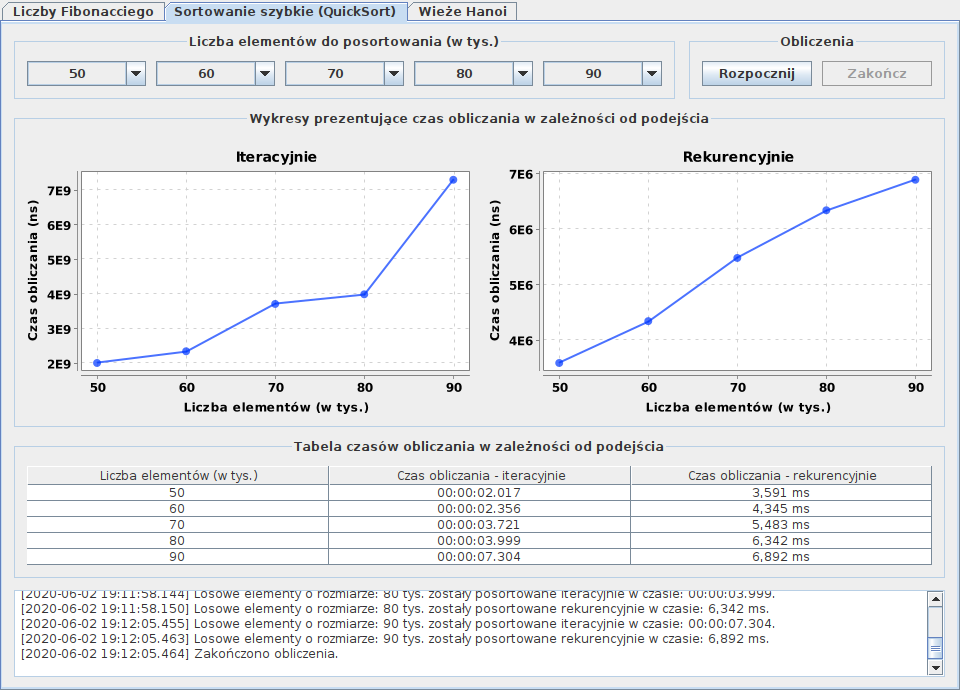 Liczby Fibonacciego Sortowanie szybkie (QuickSort) Wieże Hanoi
Liczba elementów do posortowania (w tys.) Obliczenia
50 60 70 80 90 Rozpocznij Zakończ
Wykresy prezentujące czas obliczania w zależności od podejścia
Iteracyjnie
Czas obliczania (ns)
7E9
6E9
5E9
4E9
3E9
2E9
50 60 70 80 90
Liczba elementów (w tys.)
Rekurencyjnie
Czas obliczania (ns)
7E6
6E6
5E6
4E6
50 60 70 80 90
Liczba elementów (w tys.)
Tabela czasów obliczania w zależności od podejścia
Liczba elementów (w tys.) Czas obliczania - iteracyjnie Czas obliczania - rekurencyjnie
50 00:00:02.017 3,591 ms
60 00:00:02.356 4,345 ms
70 00:00:03.721 5,483 ms
80 00:00:03.999 6,342 ms
90 00:00:07.304 6,892 ms
[2020-06-02 19:11:58.144] Losowe elementy o rozmiarze: 80 tys. zostały posortowane iteracyjnie w czasie: 00:00:03.999.
[2020-06-02 19:11:58.150] Losowe elementy o rozmiarze: 80 tys. zostały posortowane rekurencyjnie w czasie: 6,342 ms.
[2020-06-02 19:12:05.455] Losowe elementy o rozmiarze: 90 tys. zostały posortowane iteracyjnie w czasie: 00:00:07.304.
[2020-06-02 19:12:05.463] Losowe elementy o rozmiarze: 90 tys. zostały posortowane rekurencyjnie w czasie: 6,892 ms.
[2020-06-02 19:12:05.464] Zakończono obliczenia.